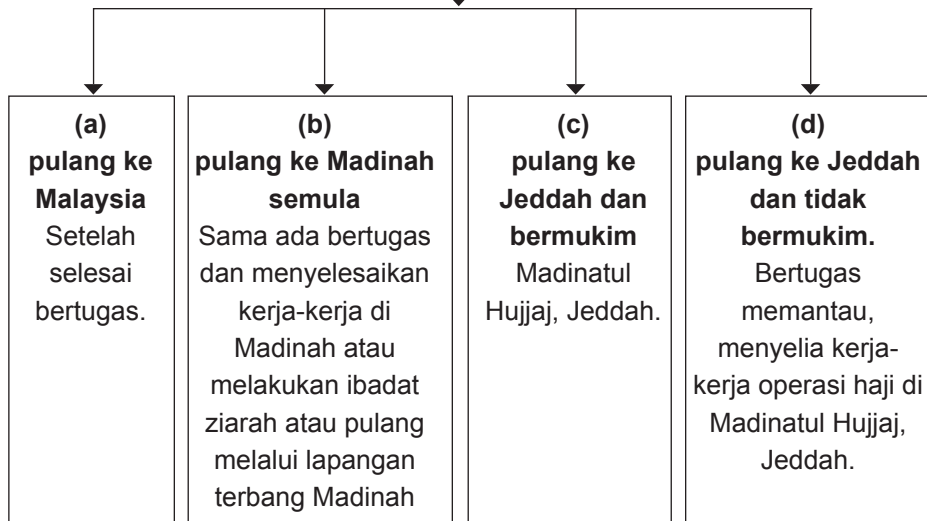 (a)
pulang ke
Malaysia
Setelah
selesai
bertugas.
(b)
pulang ke Madinah
semula
Sama ada bertugas
dan menyelesaikan
kerja-kerja di
Madinah atau
melakukan ibadat
ziarah atau pulang
melalui lapangan
terbang Madinah
(c)
pulang ke
Jeddah dan
bermukim
Madinatul
Hujjaj, Jeddah.
(d)
pulang ke Jeddah
dan tidak
bermukim.
Bertugas
memantau,
menyelia kerja-
kerja operasi haji di
Madinatul Hujjaj,
Jeddah.